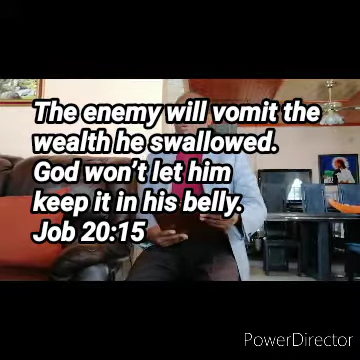 The enemy will vomit the
wealth he swallowed.
God won't let him
keep it in his belly.
Job 20:15
PowerDirector